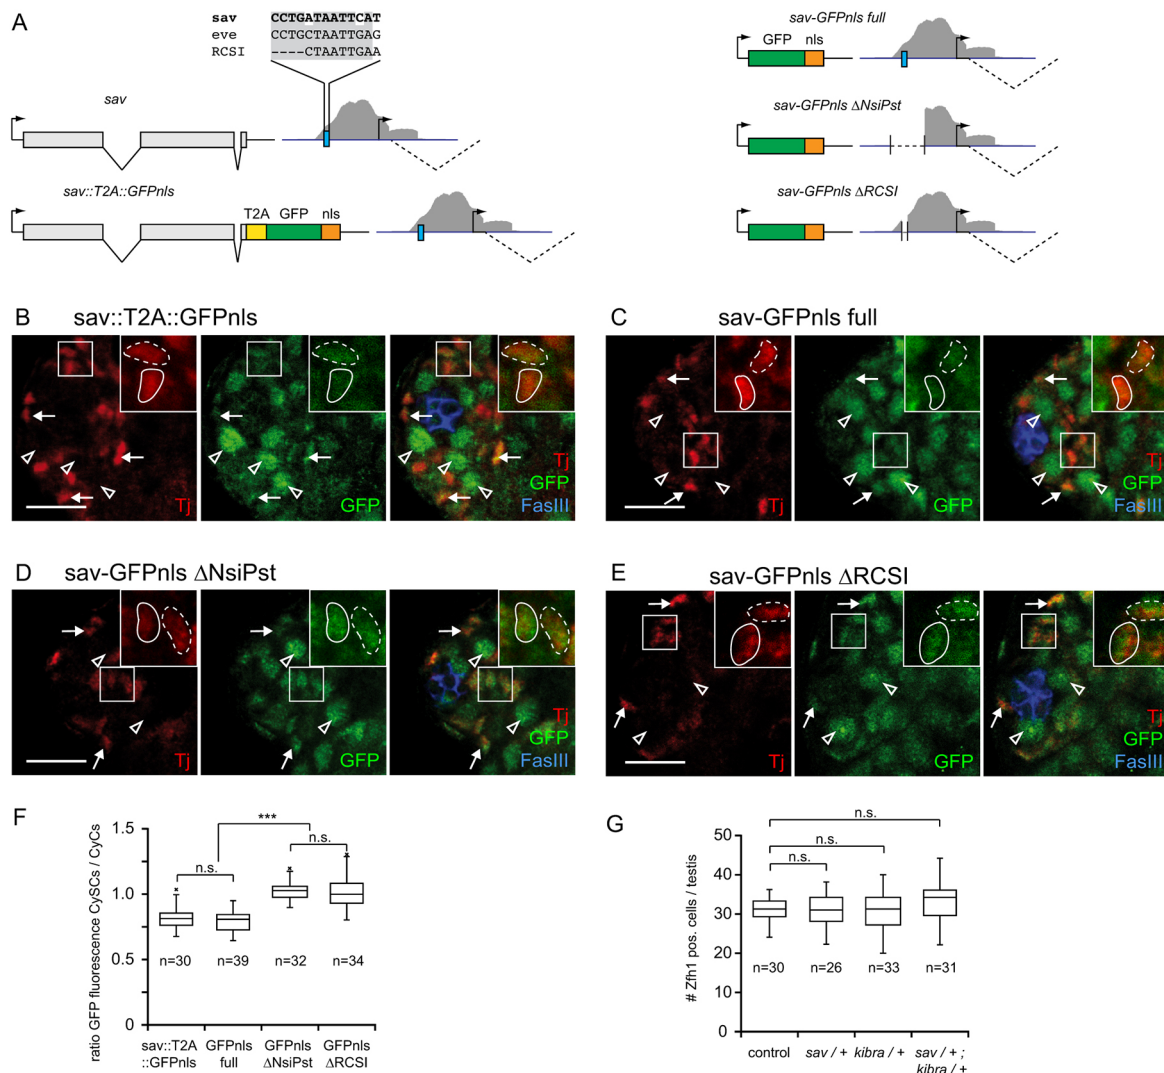 A
sav CCTGATAATTCAT
eve CCTGCTAATTGAG
RCSI ----CTAATTGAA
sav
sav::T2A::GFPnls
T2A GFP nls
sav-GFPnls full
GFP nls
sav-GFPnls ΔNsiPst
sav-GFPnls ΔRCSI
B sav::T2A::GFPnls
Tj
GFP
Tj
GFP
FasIII
C sav-GFPnls full
Tj
GFP
Tj
GFP
FasIII
D sav-GFPnls ΔNsiPst
Tj
GFP
Tj
GFP
FasIII
E sav-GFPnls ΔRCSI
Tj
GFP
Tj
GFP
FasIII
F
ratio GFP fluorescence CySCs / CyCs
1.5
1.0
0.5
0
***
n.s.
n.s.
n=30 n=39 n=32 n=34
sav::T2A ::GFPnls
GFPnls full
GFPnls ΔNsiPst
GFPnls ΔRCSI
G
# Zfh1 pos. cells / testis
50
40
30
20
10
0
n.s.
n.s.
n.s.
n=30 n=26 n=33 n=31
control
sav / +
kibra / +
sav / + ;
kibra / +